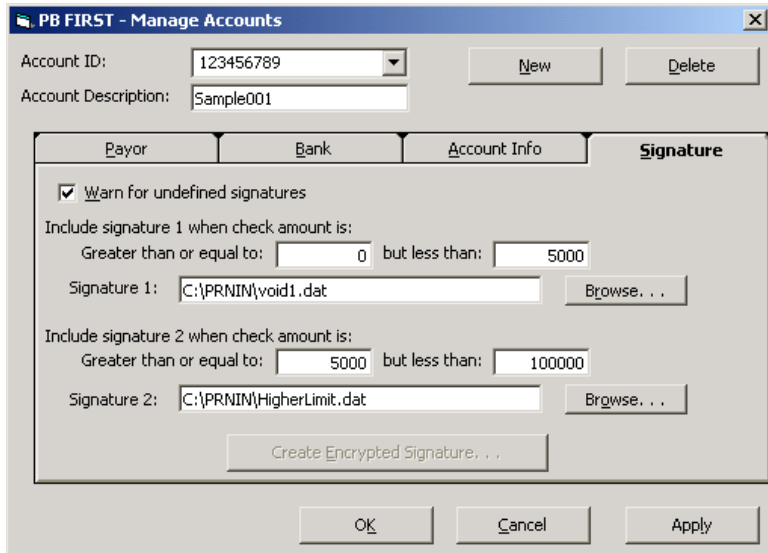 PB FIRST - Manage Accounts
Account ID: 123456789 New Delete
Account Description: Sample001
Payor Bank Account Info Signature
Warn for undefined signatures
Include signature 1 when check amount is:
Greater than or equal to: 0 but less than: 5000
Signature 1: C:\PRNIN\void1.dat Browse. . .
Include signature 2 when check amount is:
Greater than or equal to: 5000 but less than: 100000
Signature 2: C:\PRNIN\HigherLimit.dat Browse. . .
Create Encrypted Signature. . .
OK Cancel Apply